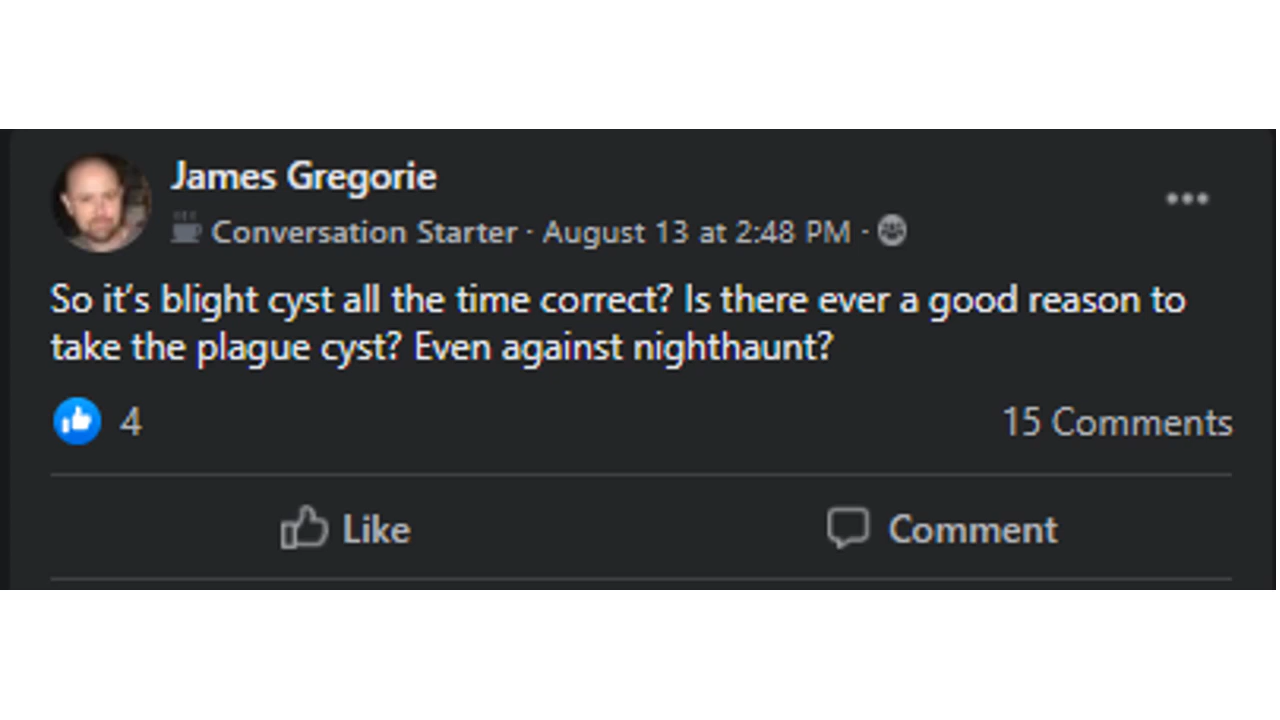 James Gregorie
Conversation Starter · August 13 at 2:48 PM ·
So it's blight cyst all the time correct? Is there ever a good reason to
take the plague cyst? Even against nighthaunt?
4
15 Comments
Like
Comment